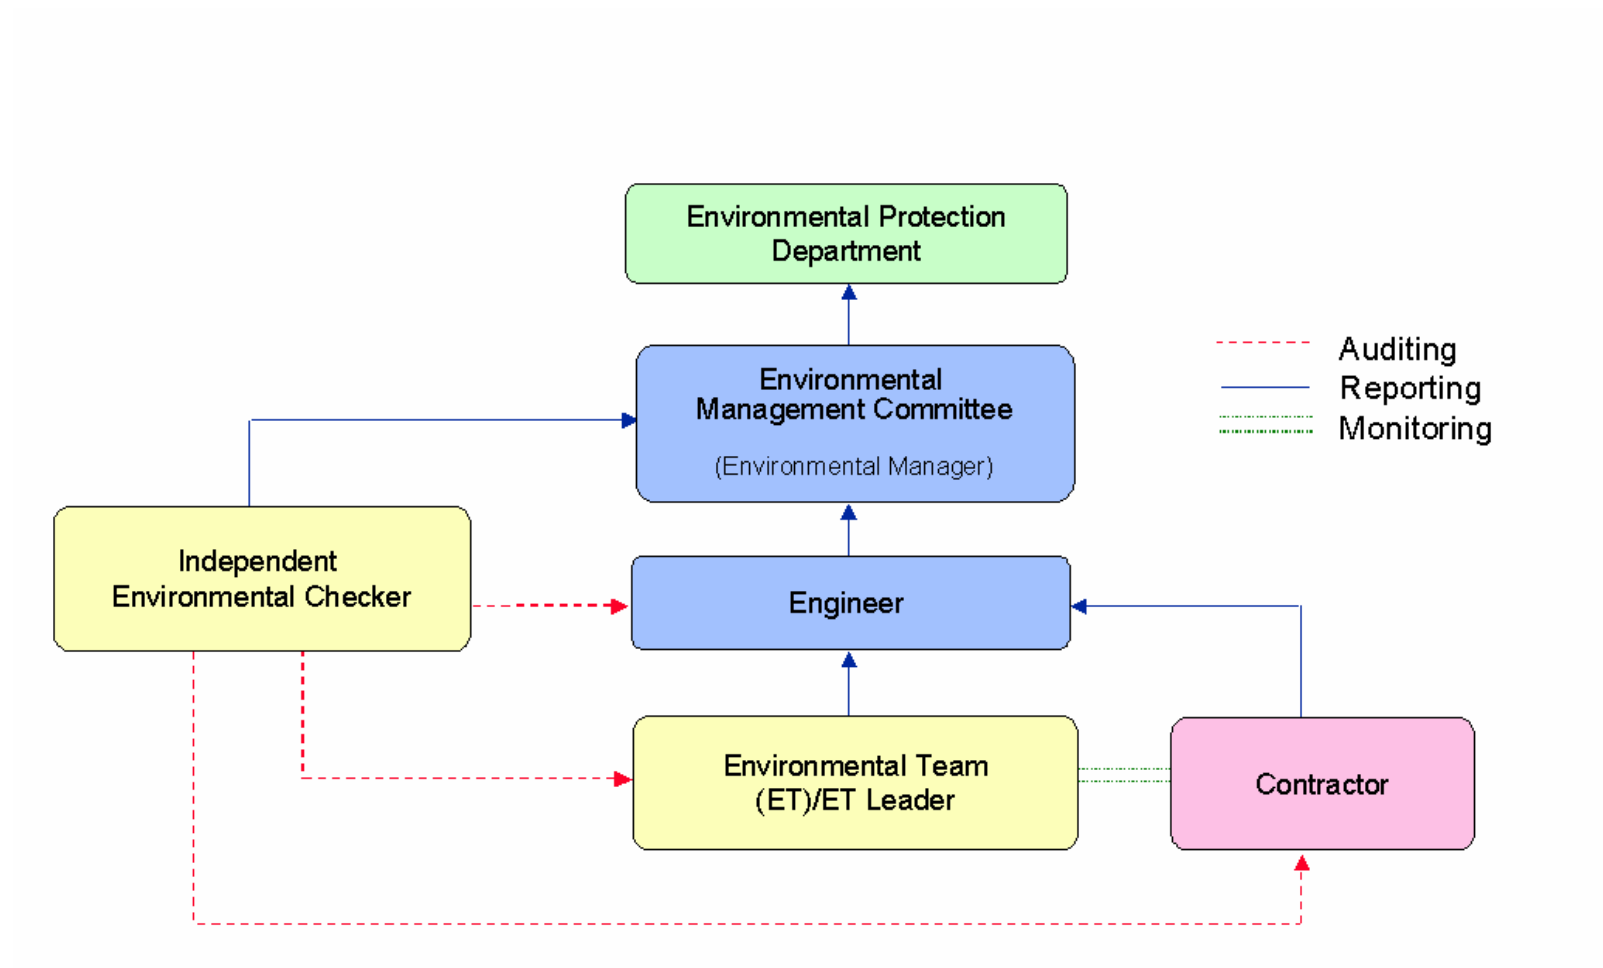 Environmental Protection
Department
Auditing
Reporting
Monitoring
Environmental
Management Committee
(Environmental Manager)
Independent
Environmental Checker
Engineer
Environmental Team
(ET)/ET Leader
Contractor